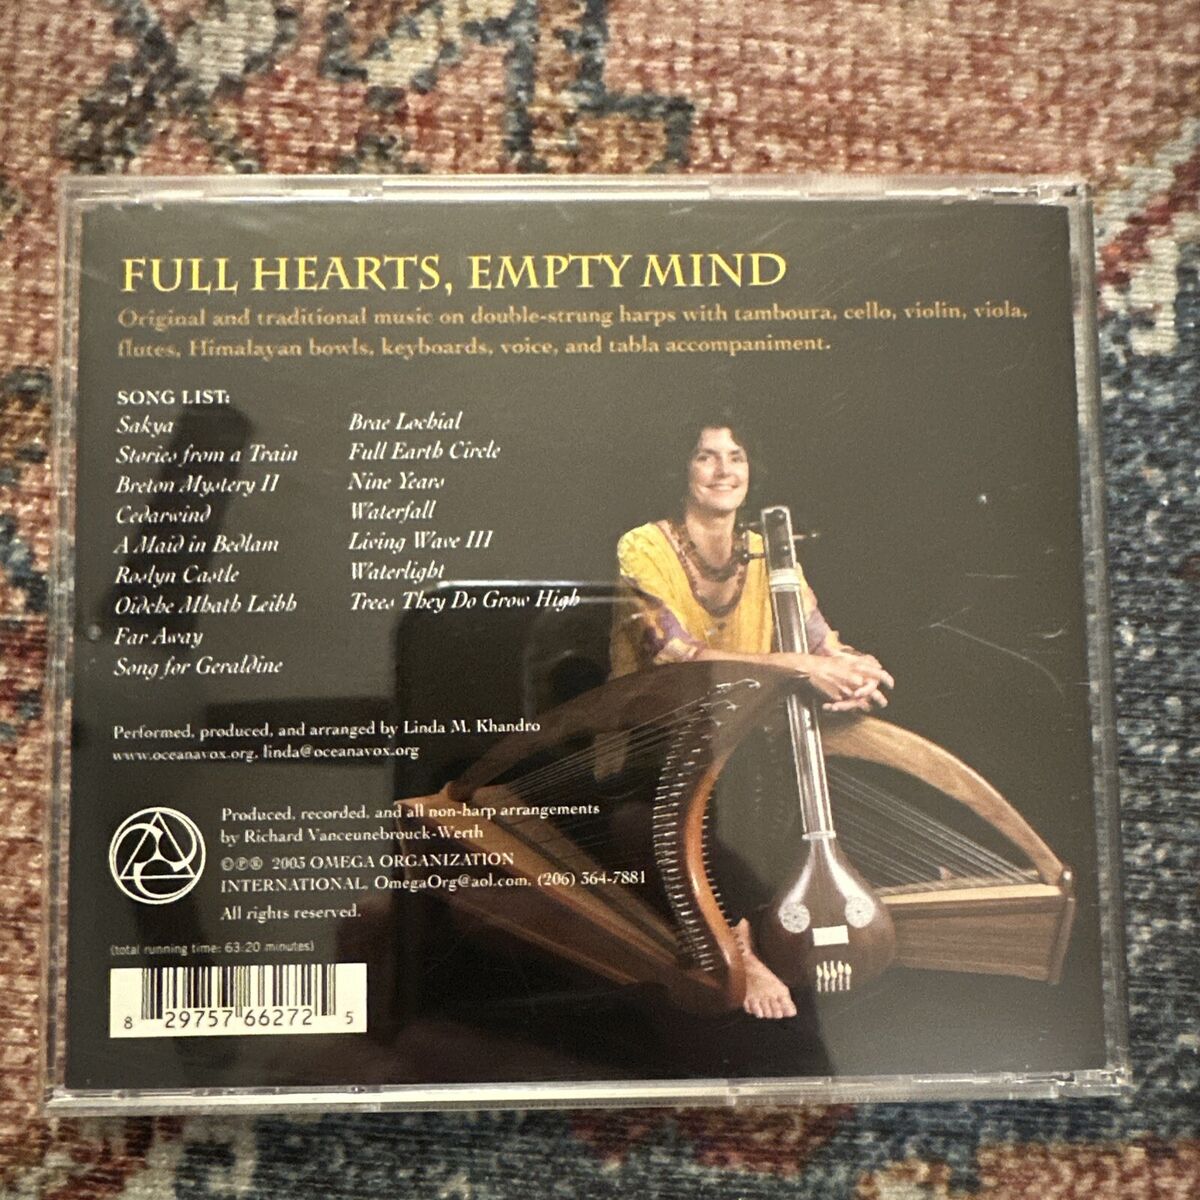 FULL HEARTS, EMPTY MIND
Original and traditional music on double-strung harps with tamboura, cello, violin, viola,
flutes, Himalayan bowls, keyboards, voice, and tabla accompaniment.
SONG LIST:
Sakya
Stories from a Train
Breton Mystery II
Cedarwind
A Maid in Bedlam
Roslyn Castle
Oidche Mhath Leibh
Far Away
Song for Geraldine
Brae Lochial
Full Earth Circle
Nine Years
Waterfall
Living Wave III
Waterlight
Trees They Do Grow High
Performed, produced, and arranged by Linda M. Khandro
www.oceanavox.org, linda@oceanavox.org
Produced, recorded, and all non-harp arrangements
by Richard Vanceunebrouck-Werth
©℗® 2003 OMEGA ORGANIZATION
INTERNATIONAL, OmegaOrg@aol.com, (206) 364-7881
All rights reserved.
(total running time: 63:20 minutes)
8 29757 66272 5